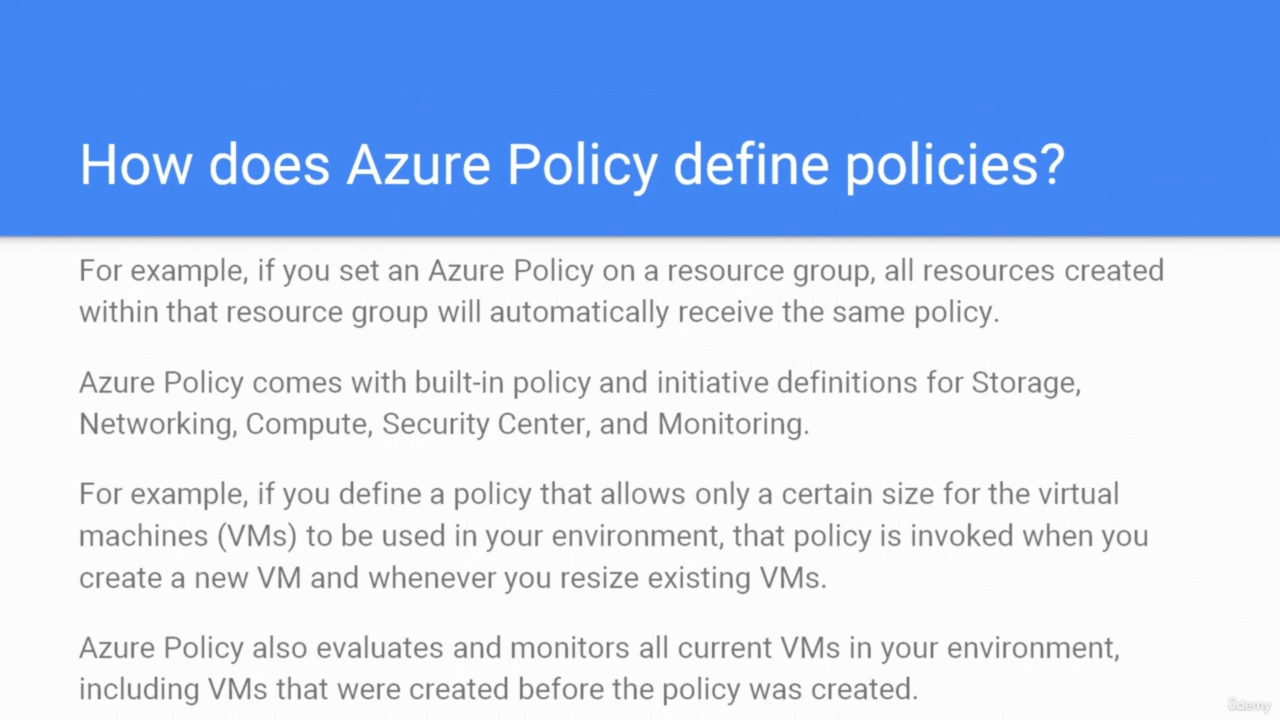 How does Azure Policy define policies?
For example, if you set an Azure Policy on a resource group, all resources created
within that resource group will automatically receive the same policy.
Azure Policy comes with built-in policy and initiative definitions for Storage,
Networking, Compute, Security Center, and Monitoring.
For example, if you define a policy that allows only a certain size for the virtual
machines (VMs) to be used in your environment, that policy is invoked when you
create a new VM and whenever you resize existing VMs.
Azure Policy also evaluates and monitors all current VMs in your environment,
including VMs that were created before the policy was created.
ûdemy